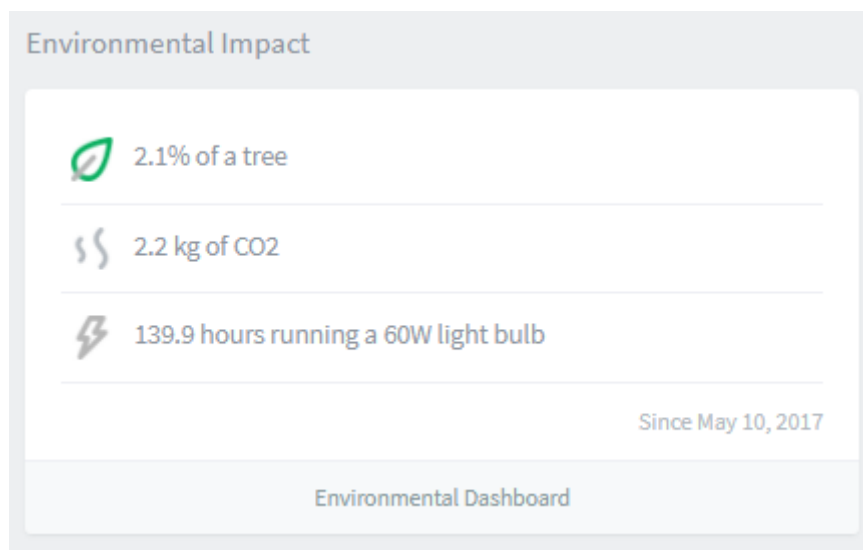 Environmental Impact
2.1% of a tree
2.2 kg of CO2
139.9 hours running a 60W light bulb
Since May 10, 2017
Environmental Dashboard